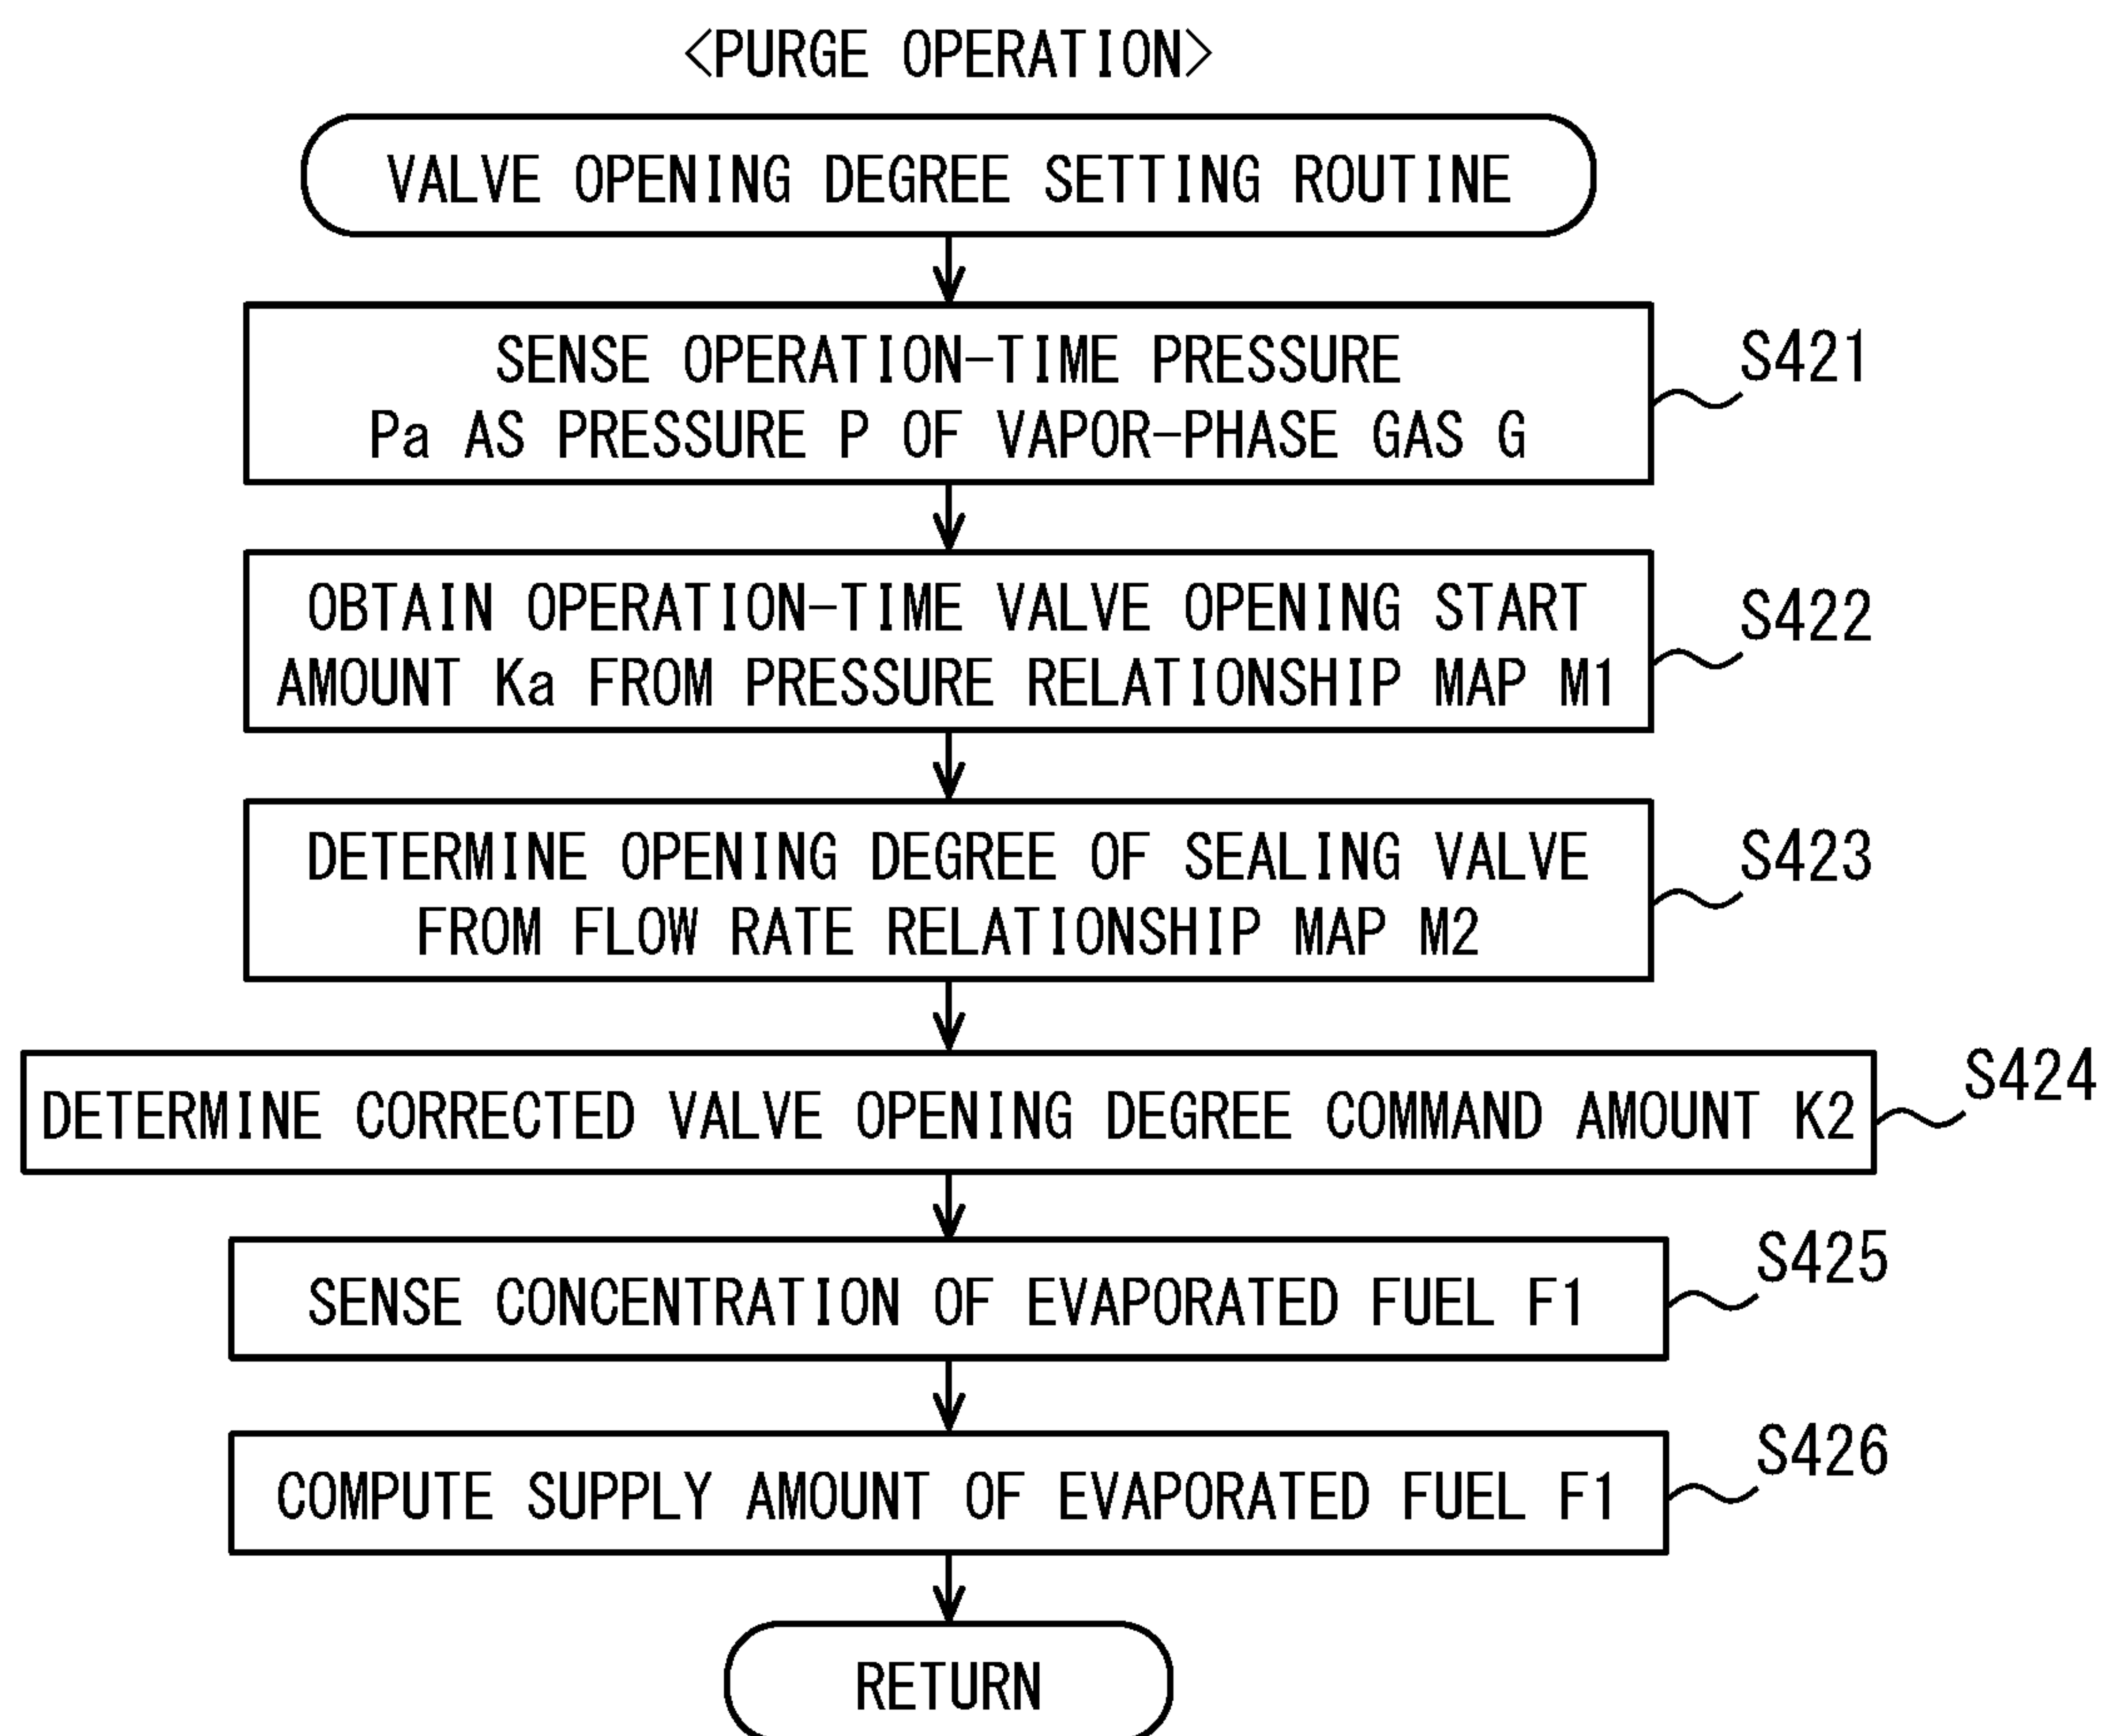 <PURGE OPERATION>
VALVE OPENING DEGREE SETTING ROUTINE
SENSE OPERATION-TIME PRESSURE
Pa AS PRESSURE P OF VAPOR-PHASE GAS G
S421
OBTAIN OPERATION-TIME VALVE OPENING START
AMOUNT Ka FROM PRESSURE RELATIONSHIP MAP M1
S422
DETERMINE OPENING DEGREE OF SEALING VALVE
FROM FLOW RATE RELATIONSHIP MAP M2
S423
DETERMINE CORRECTED VALVE OPENING DEGREE COMMAND AMOUNT K2
S424
SENSE CONCENTRATION OF EVAPORATED FUEL F1
S425
COMPUTE SUPPLY AMOUNT OF EVAPORATED FUEL F1
S426
RETURN